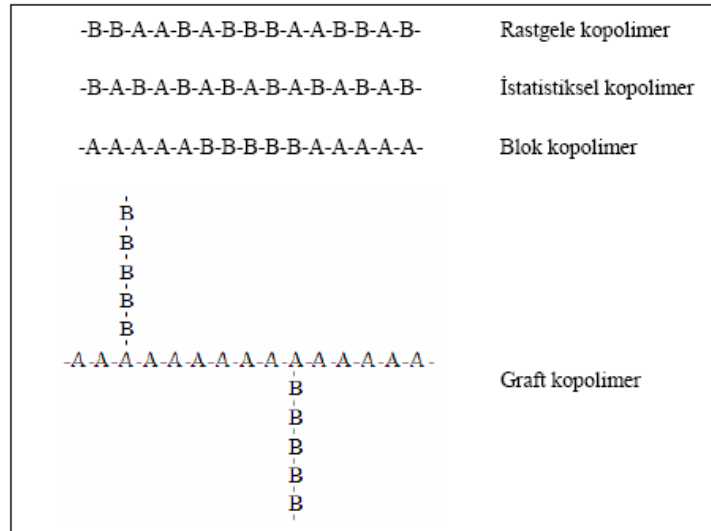 -B-B-A-A-B-A-B-B-B-A-A-B-B-A-B- Rastgele kopolimer
-B-A-B-A-B-A-B-A-B-A-B-A-B-A-B- İstatistiksel kopolimer
-A-A-A-A-A-B-B-B-B-B-A-A-A-A-A- Blok kopolimer
B
B
B
B
B
-A-A-A-A-A-A-A-A-A-A-A-A-A-A-A-
B
B
B
B
B
Graft kopolimer